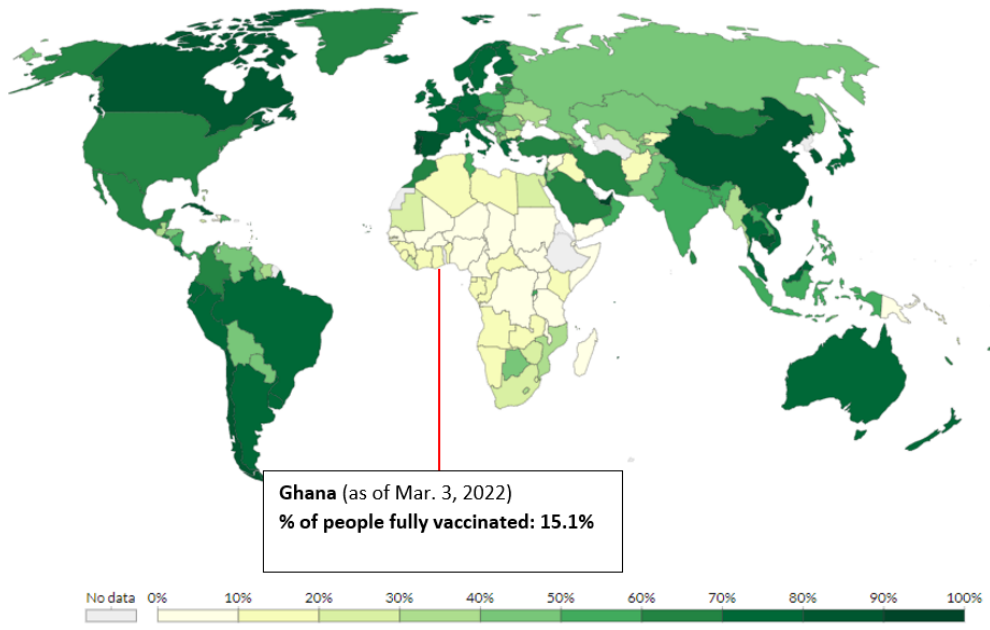 Ghana (as of Mar. 3, 2022)
% of people fully vaccinated: 15.1%
No data 0% 10% 20% 30% 40% 50% 60% 70% 80% 90% 100%